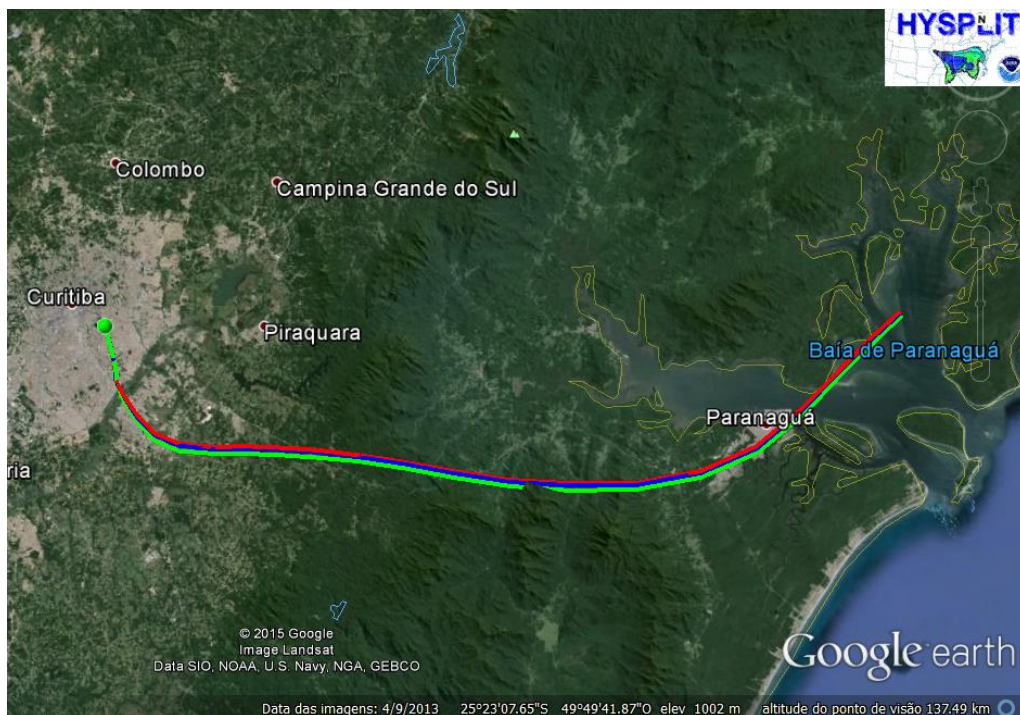 HYSPLIT
N
Colombo
Campina Grande do Sul
Curitiba
Piraquara
Baía de Paranaguá
Paranaguá
ria
© 2015 Google
Image Landsat
Data SIO, NOAA, U.S. Navy, NGA, GEBCO
Google earth
Data das imagens: 4/9/2013 25°23'07.65"S 49°49'41.87"O elev 1002 m altitude do ponto de visão 137.49 km